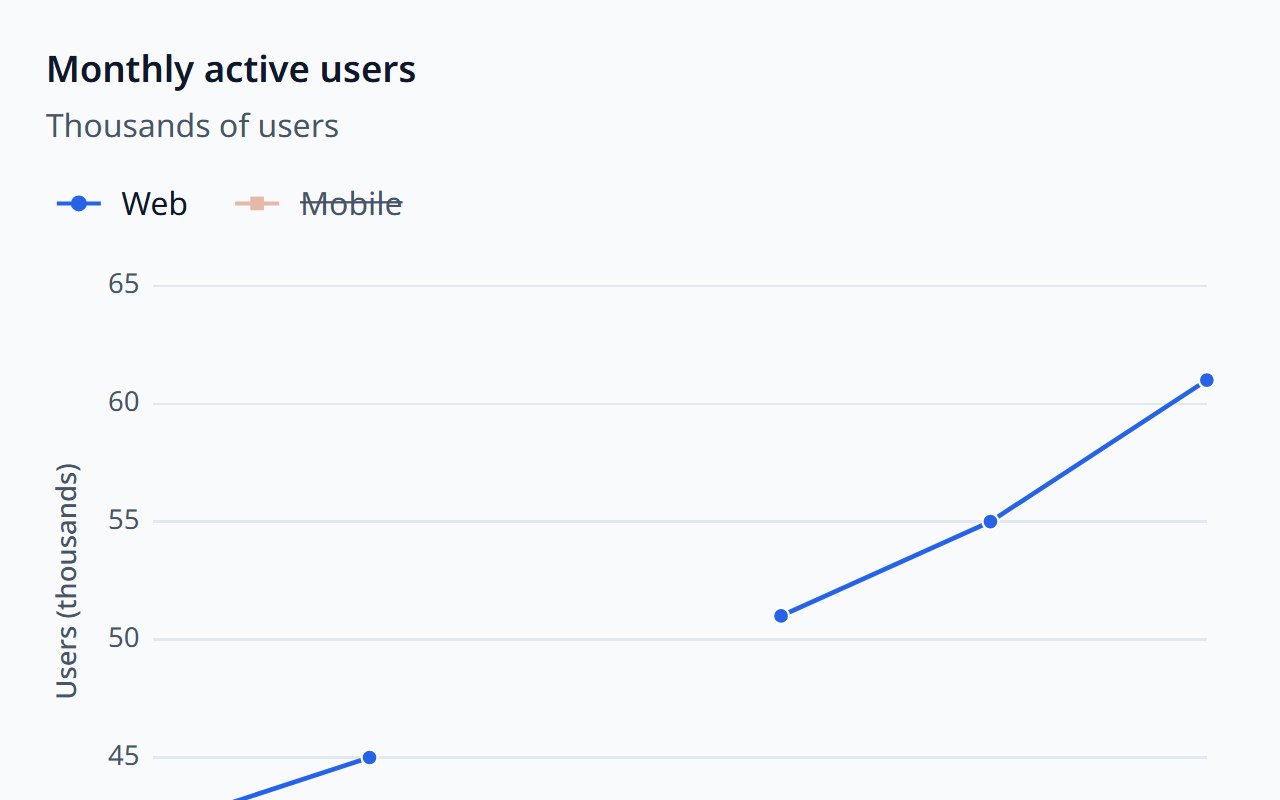 Monthly active users
Thousands of users
Web
Mobile
65
60
55
50
45
Users (thousands)